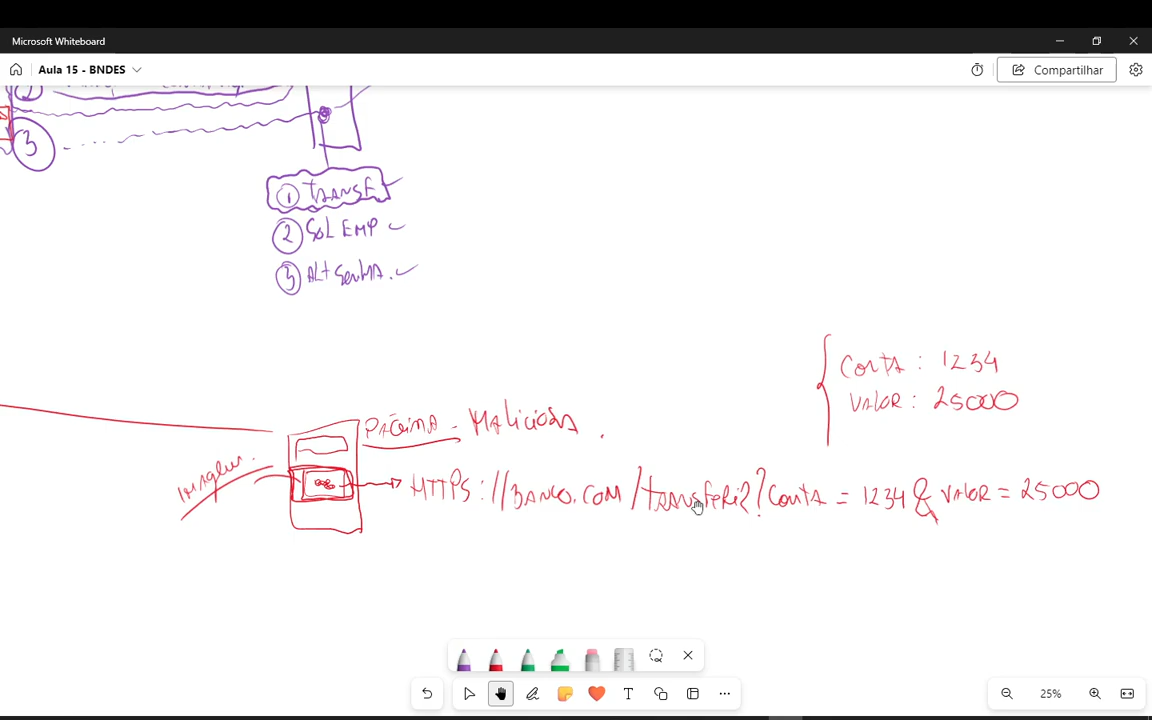 Microsoft Whiteboard
Aula 15 - BNDES
Compartilhar
2
3
1 TRANSF
2 SOL EMP
3 ALT SENHA.
CONTA : 1234
VALOR : 25000
PÁGINA - MALICIOSA .
HTTPS://BANCO.COM/TRANSFERIR?CONTA = 1234 & VALOR = 25000
25%